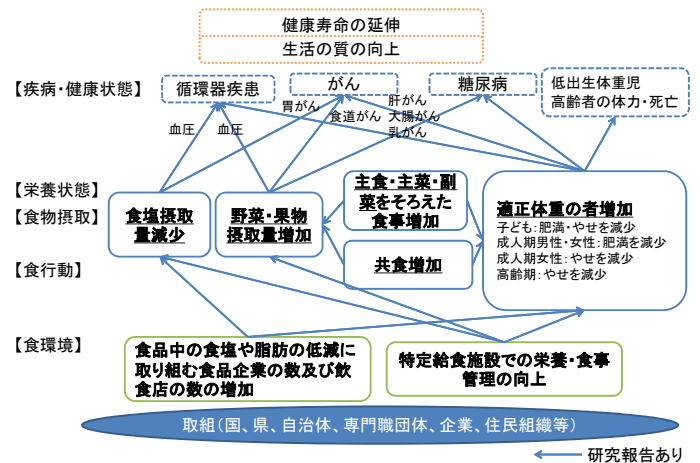 健康寿命の延伸
生活の質の向上
【疾病・健康状態】
循環器疾患
がん
糖尿病
低出生体重児
高齢者の体力・死亡
胃がん
肝がん
食道がん
大腸がん
乳がん
血圧
血圧
【栄養状態】
【食物摂取】
食塩摂取
量減少
野菜・果物
摂取量増加
主食・主菜・副
菜をそろえた
食事増加
適正体重の者増加
子ども：肥満・やせを減少
成人期男性・女性：肥満を減少
成人期女性：やせを減少
高齢期：やせを減少
【食行動】
共食増加
【食環境】
食品中の食塩や脂肪の低減に
取り組む食品企業の数及び飲
食店の数の増加
特定給食施設での栄養・食事
管理の向上
取組（国、県、自治体、専門職団体、企業、住民組織等）
研究報告あり